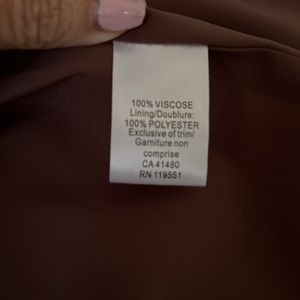 100% VISCOSE
Lining/Doublure:
100% POLYESTER
Exclusive of trim/
Garniture non
comprise
CA 41480
RN 119551